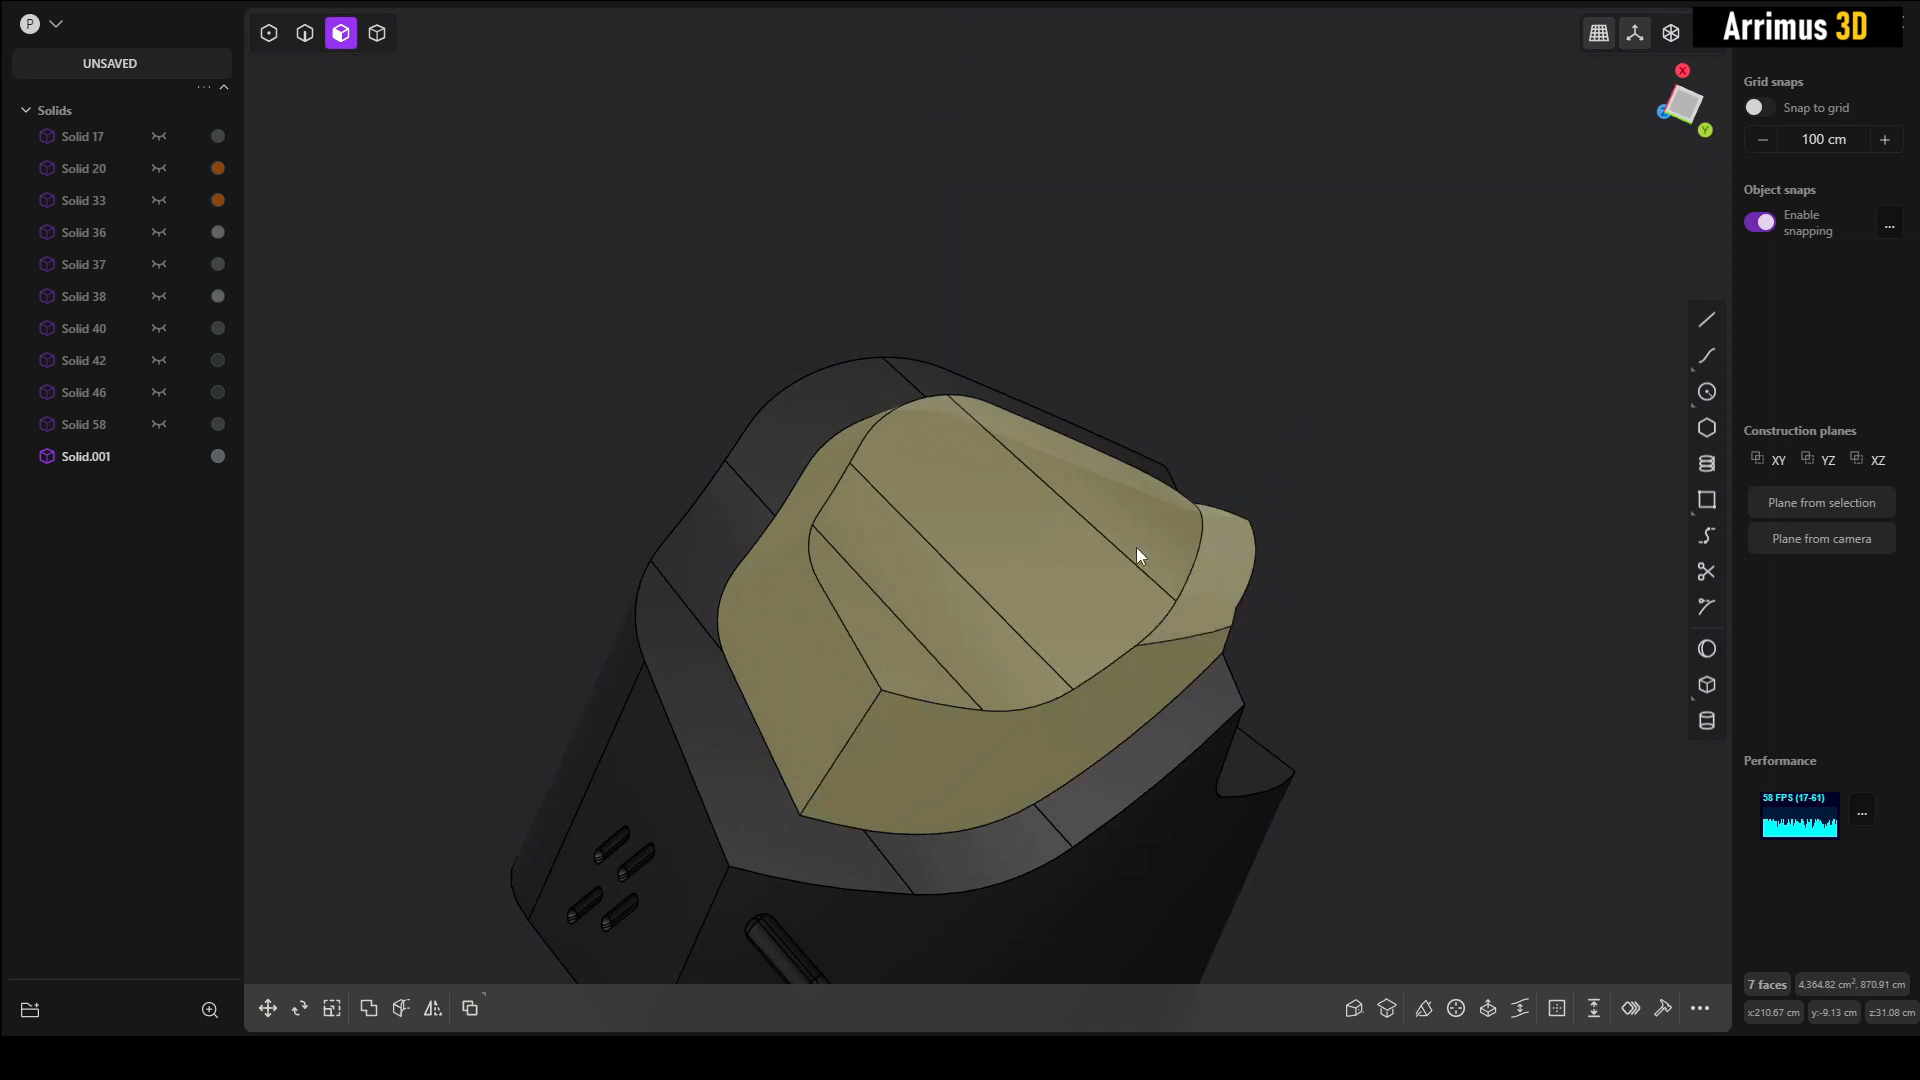 P
UNSAVED
Solids
Solid 17
Solid 20
Solid 33
Solid 36
Solid 37
Solid 38
Solid 40
Solid 42
Solid 46
Solid 58
Solid.001
Arrimus 3D
X
Z
Y
Grid snaps
Snap to grid
100 cm
Object snaps
Enable
snapping
Construction planes
XY YZ XZ
Plane from selection
Plane from camera
Performance
58 FPS (17-61)
7 faces 4,364.82 cm², 870.91 cm
x:210.67 cm y:-9.13 cm z:31.08 cm